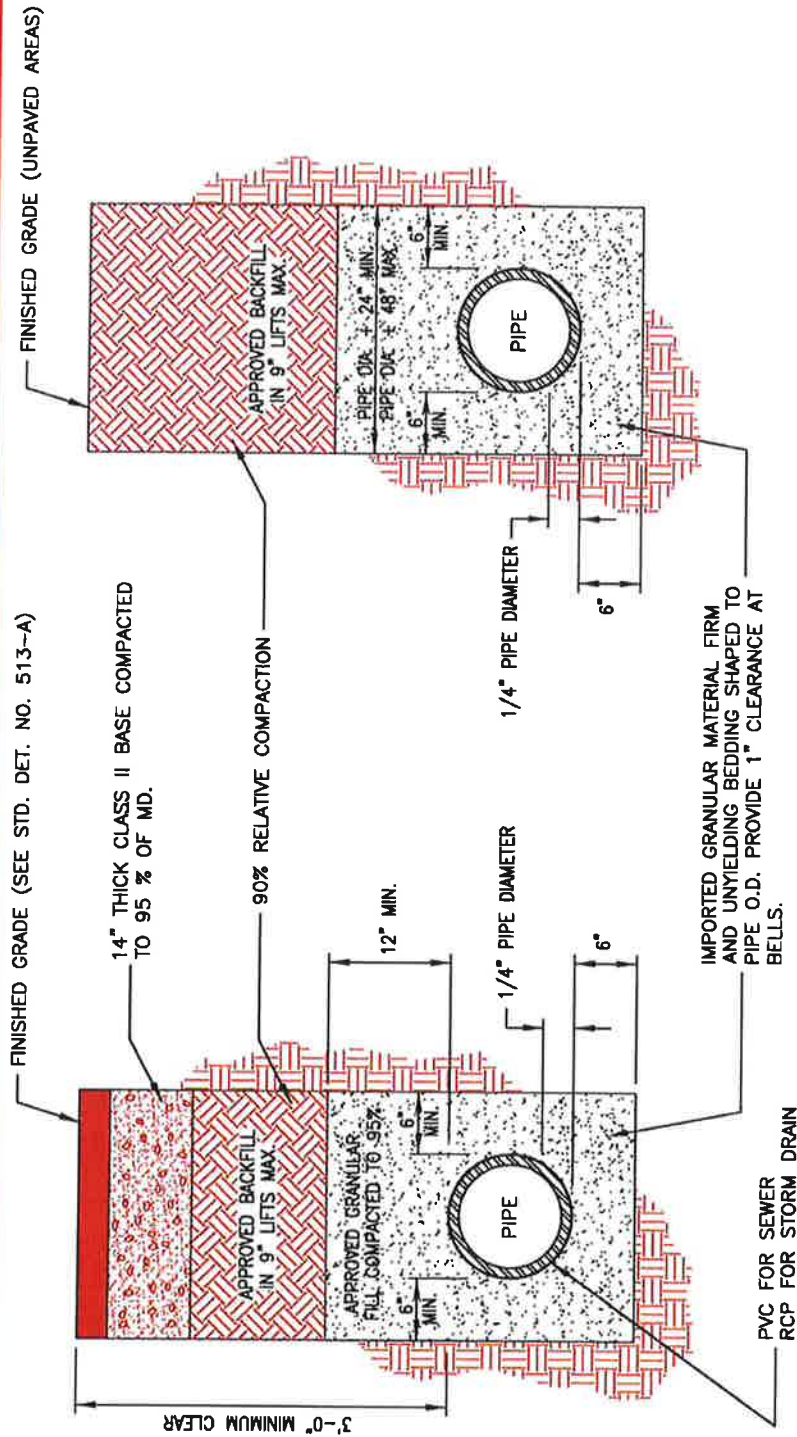 FINISHED GRADE (SEE STD. DET. NO. 513-A)
14" THICK CLASS II BASE COMPACTED
TO 95 % OF MD.
90% RELATIVE COMPACTION
3'-0" MINIMUM CLEAR
APPROVED BACKFILL
IN 9" LIFTS MAX.
APPROVED GRANULAR
FILL COMPACTED TO 95%
12" MIN.
6"
MIN.
6"
MIN.
PIPE
1/4" PIPE DIAMETER
6"
PVC FOR SEWER
RCP FOR STORM DRAIN
FINISHED GRADE (UNPAVED AREAS)
APPROVED BACKFILL
IN 9" LIFTS MAX.
PIPE DIA. + 24" MIN.
PIPE DIA. + 48" MAX.
6"
MIN.
6"
MIN.
PIPE
1/4" PIPE DIAMETER
6"
IMPORTED GRANULAR MATERIAL FIRM
AND UNYIELDING BEDDING SHAPED TO
PIPE O.D. PROVIDE 1" CLEARANCE AT
BELLS.